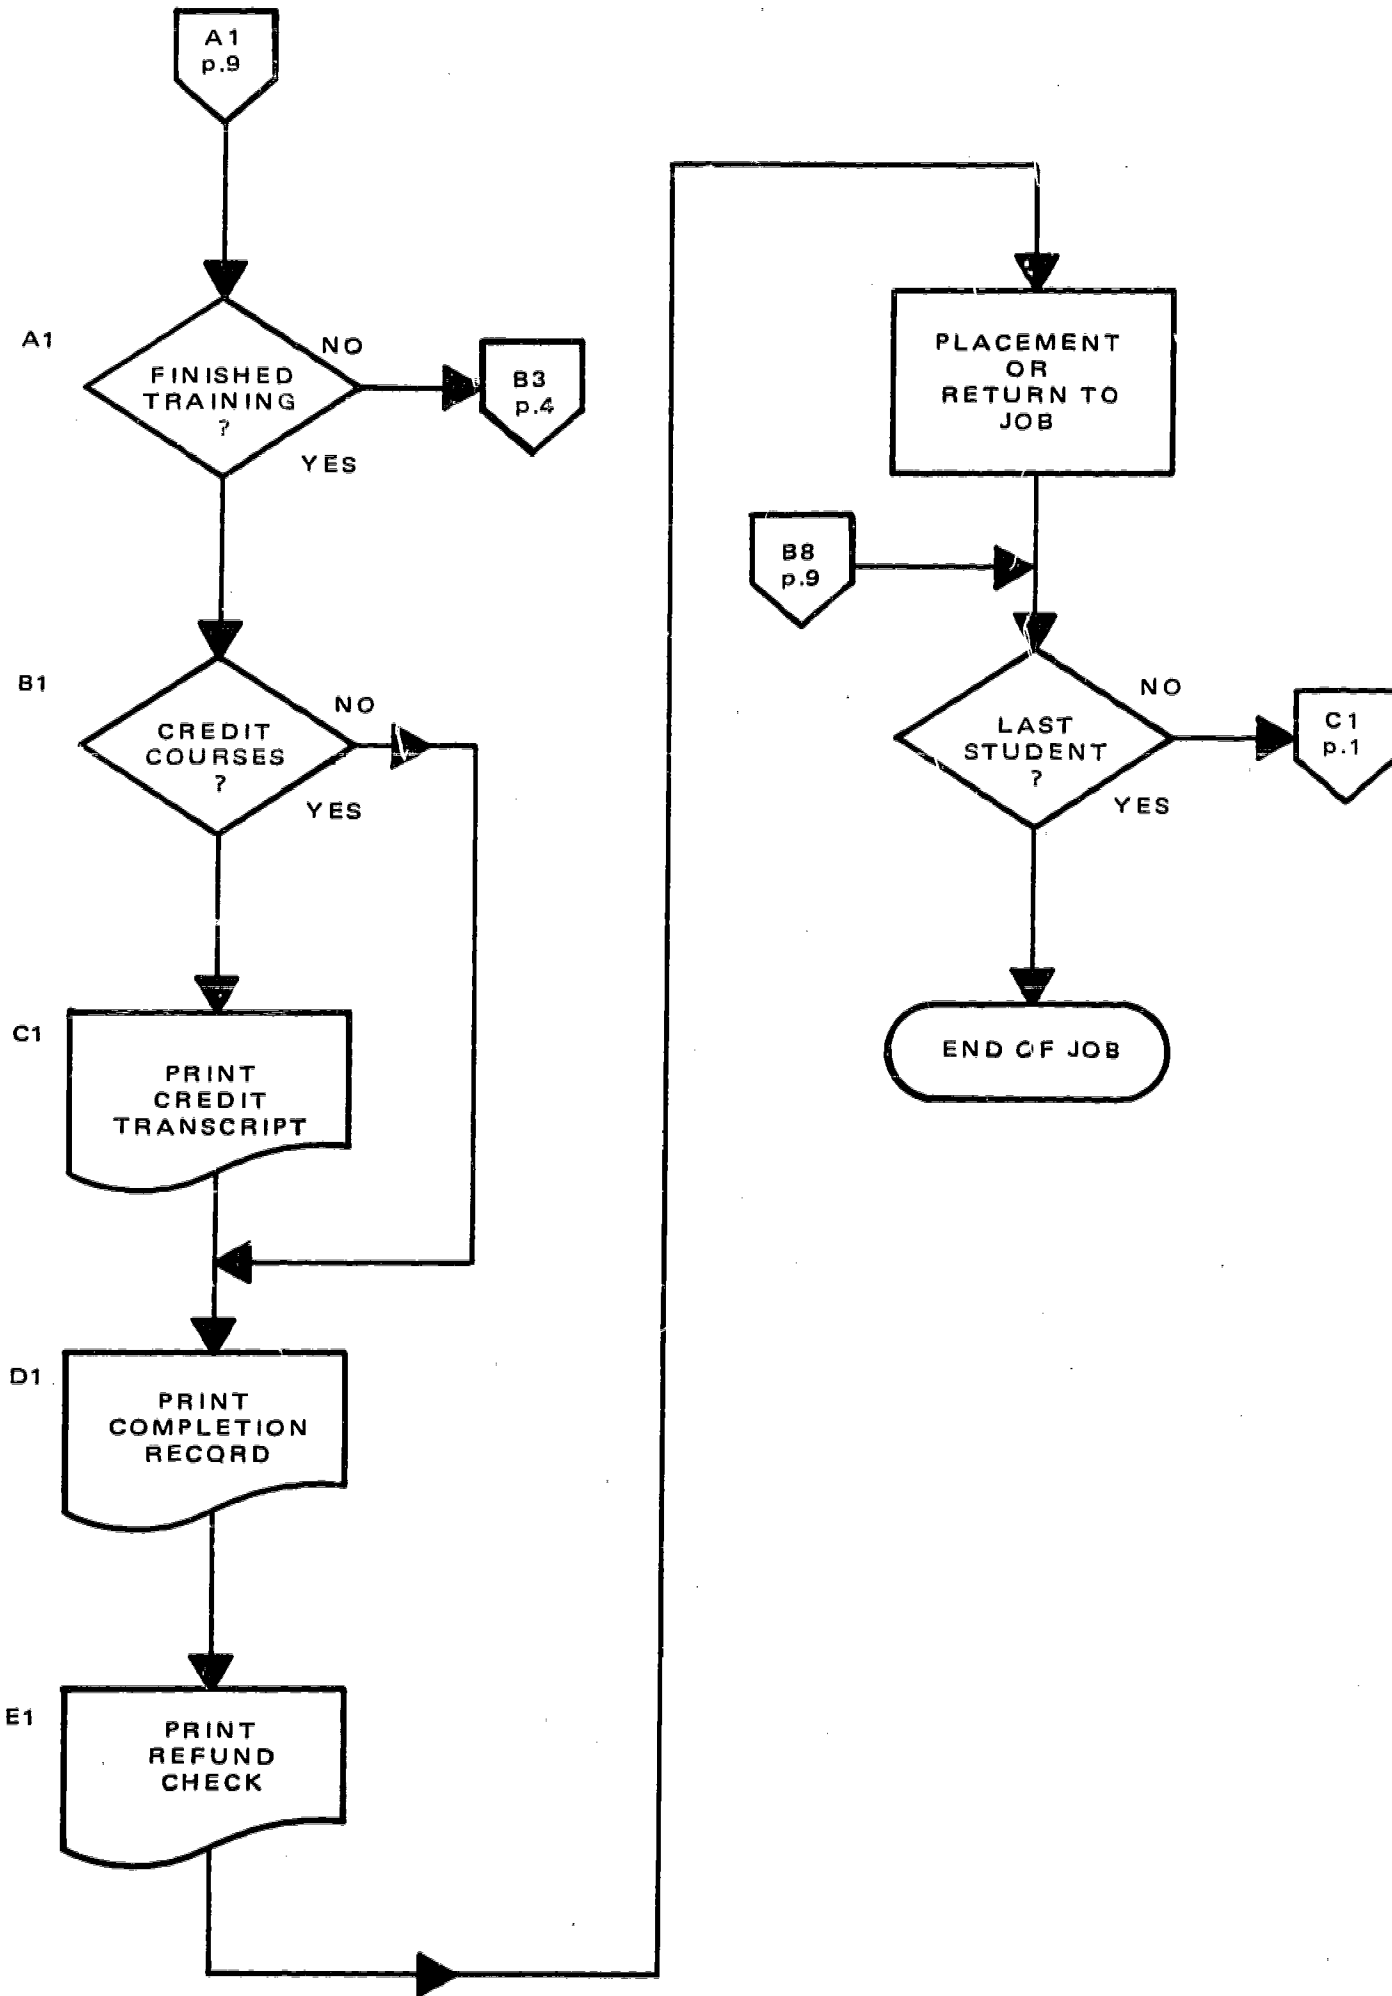 A1
p.9
A1
FINISHED
TRAINING
?
NO
YES
B3
p.4
B1
CREDIT
COURSES
?
NO
YES
C1
PRINT
CREDIT
TRANSCRIPT
D1
PRINT
COMPLETION
RECORD
E1
PRINT
REFUND
CHECK
PLACEMENT
OR
RETURN TO
JOB
B8
p.9
LAST
STUDENT
?
NO
YES
C1
p.1
END OF JOB